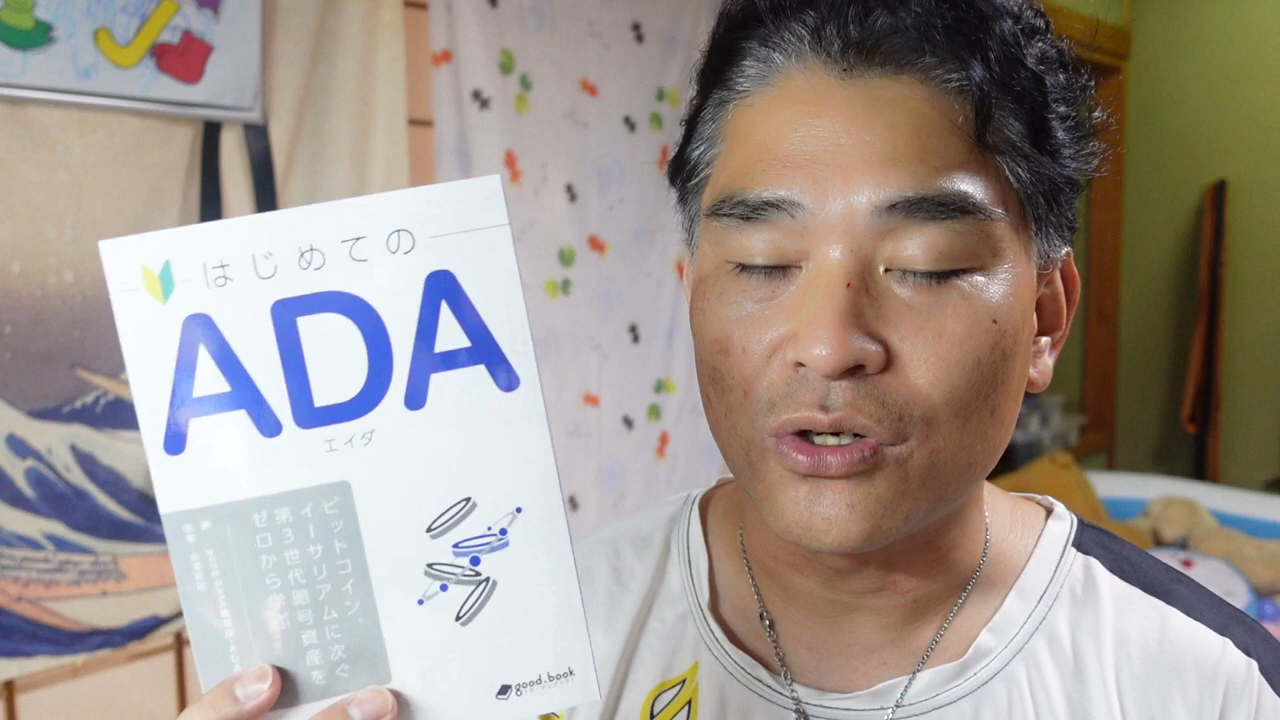 はじめての
ADA
エイダ
ビットコイン、
イーサリアムに次ぐ
第3世代暗号資産を
ゼロから学ぶ
good.book